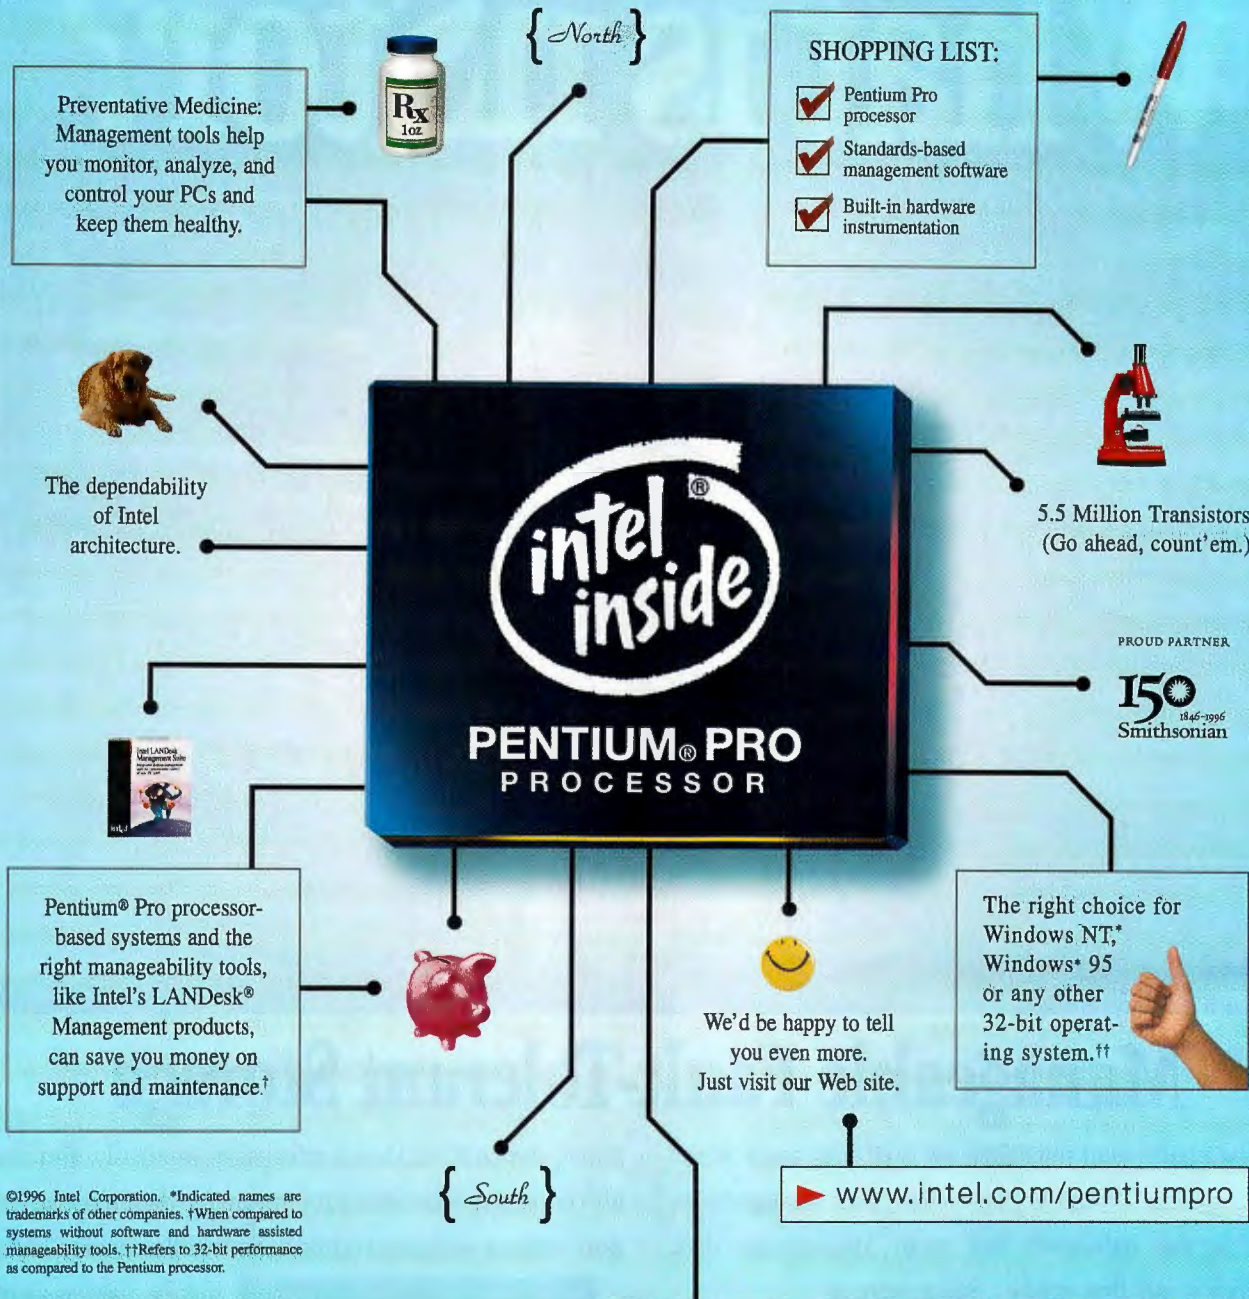 { North }
Preventative Medicine:
Management tools help
you monitor, analyze, and
control your PCs and
keep them healthy.
Rx
1oz
SHOPPING LIST:
Pentium Pro
processor
Standards-based
management software
Built-in hardware
instrumentation
The dependability
of Intel
architecture.
intel®
inside
PENTIUM® PRO
PROCESSOR
5.5 Million Transistors
(Go ahead, count'em.)
PROUD PARTNER
150
1846-1996
Smithsonian
Intel LANDesk
Management Suite
Pentium® Pro processor-
based systems and the
right manageability tools,
like Intel's LANDesk®
Management products,
can save you money on
support and maintenance.†
We'd be happy to tell
you even more.
Just visit our Web site.
The right choice for
Windows NT,*
Windows* 95
or any other
32-bit operat-
ing system.††
{ South }
www.intel.com/pentiumpro
©1996 Intel Corporation. *Indicated names are
trademarks of other companies. †When compared to
systems without software and hardware assisted
manageability tools. ††Refers to 32-bit performance
as compared to the Pentium processor.